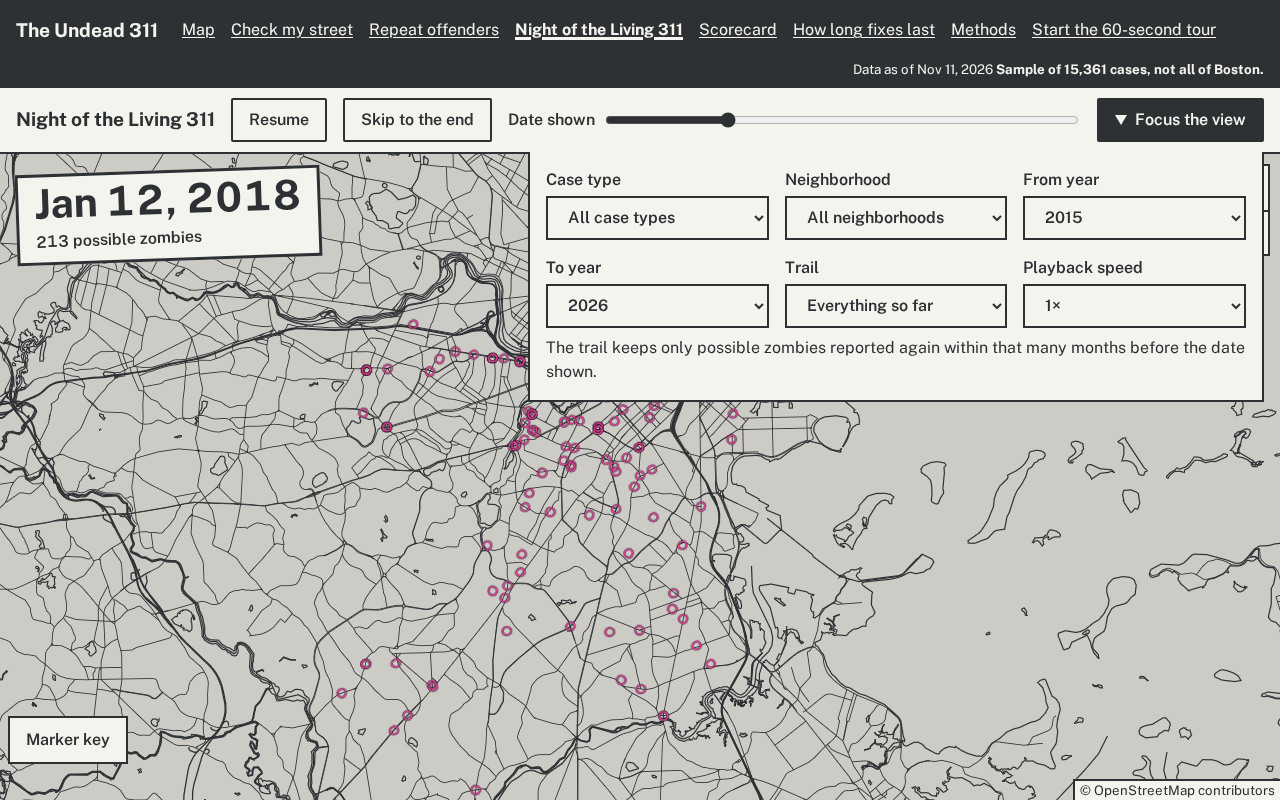 The Undead 311 Map Check my street Repeat offenders Night of the Living 311 Scorecard How long fixes last Methods Start the 60-second tour
Data as of Nov 11, 2026 Sample of 15,361 cases, not all of Boston.
Night of the Living 311 Resume Skip to the end Date shown ▼ Focus the view
Jan 12, 2018
213 possible zombies
Case type Neighborhood From year
All case types All neighborhoods 2015
To year Trail Playback speed
2026 Everything so far 1×
The trail keeps only possible zombies reported again within that many months before the date
shown.
Marker key
© OpenStreetMap contributors